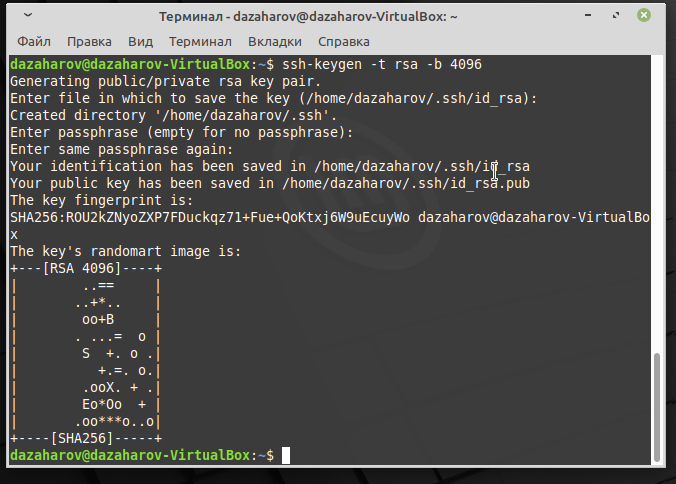 Терминал - dazaharov@dazaharov-VirtualBox: ~
Файл Правка Вид Терминал Вкладки Справка
dazaharov@dazaharov-VirtualBox:~$ ssh-keygen -t rsa -b 4096
Generating public/private rsa key pair.
Enter file in which to save the key (/home/dazaharov/.ssh/id_rsa):
Created directory '/home/dazaharov/.ssh'.
Enter passphrase (empty for no passphrase):
Enter same passphrase again:
Your identification has been saved in /home/dazaharov/.ssh/id_rsa
Your public key has been saved in /home/dazaharov/.ssh/id_rsa.pub
The key fingerprint is:
SHA256:ROU2kZNyoZXP7FDuckqz71+Fue+QoKtxj6W9uEcuyWo dazaharov@dazaharov-VirtualBo
x
The key's randomart image is:
+---[RSA 4096]----+
|        ..==     |
|       ..+*..    |
|        oo+B     |
|       . ...=  o |
|        S  +. o .|
|          +.=. o.|
|        .ooX. + .|
|        Eo*Oo  + |
|       .oo***o..o|
+----[SHA256]-----+
dazaharov@dazaharov-VirtualBox:~$